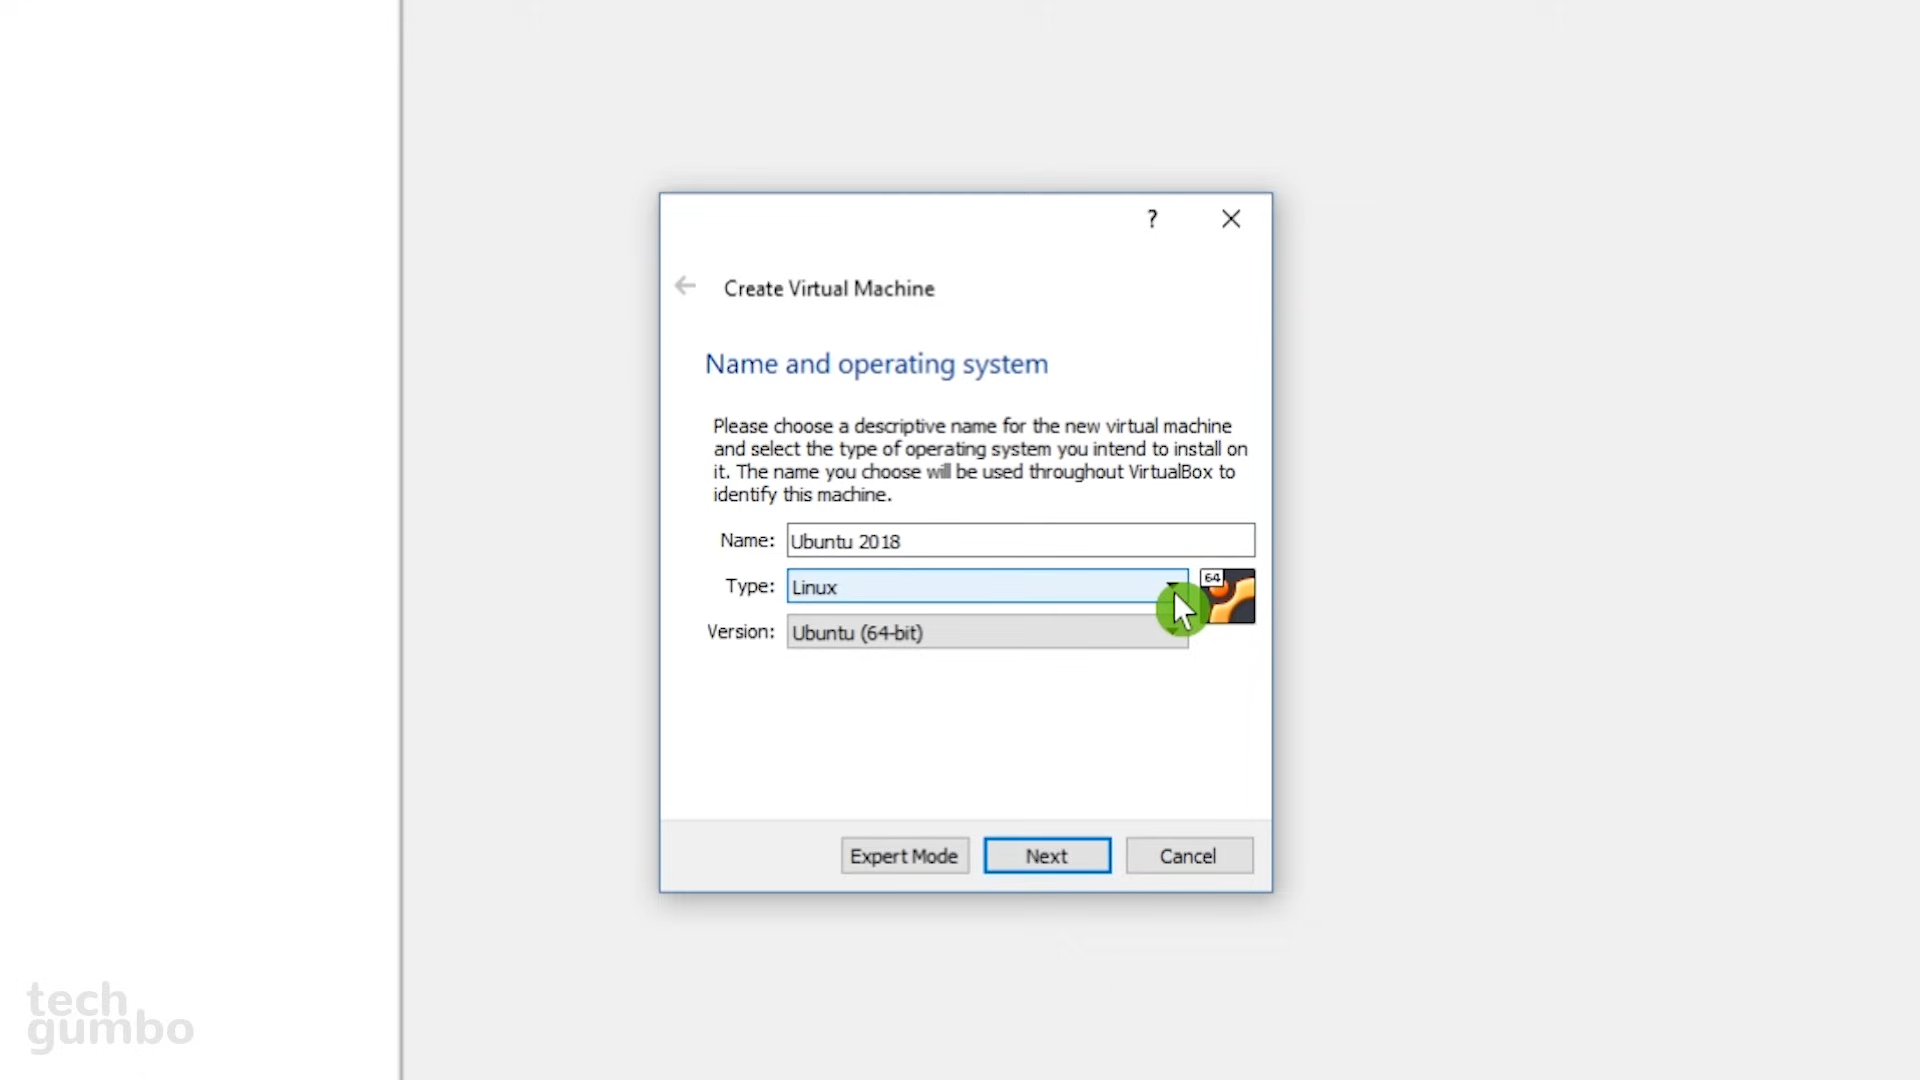 ?
Create Virtual Machine
Name and operating system
Please choose a descriptive name for the new virtual machine
and select the type of operating system you intend to install on
it. The name you choose will be used throughout VirtualBox to
identify this machine.
Name: Ubuntu 2018
Type: Linux
64
Version: Ubuntu (64-bit)
Expert Mode Next Cancel
tech
gumbo